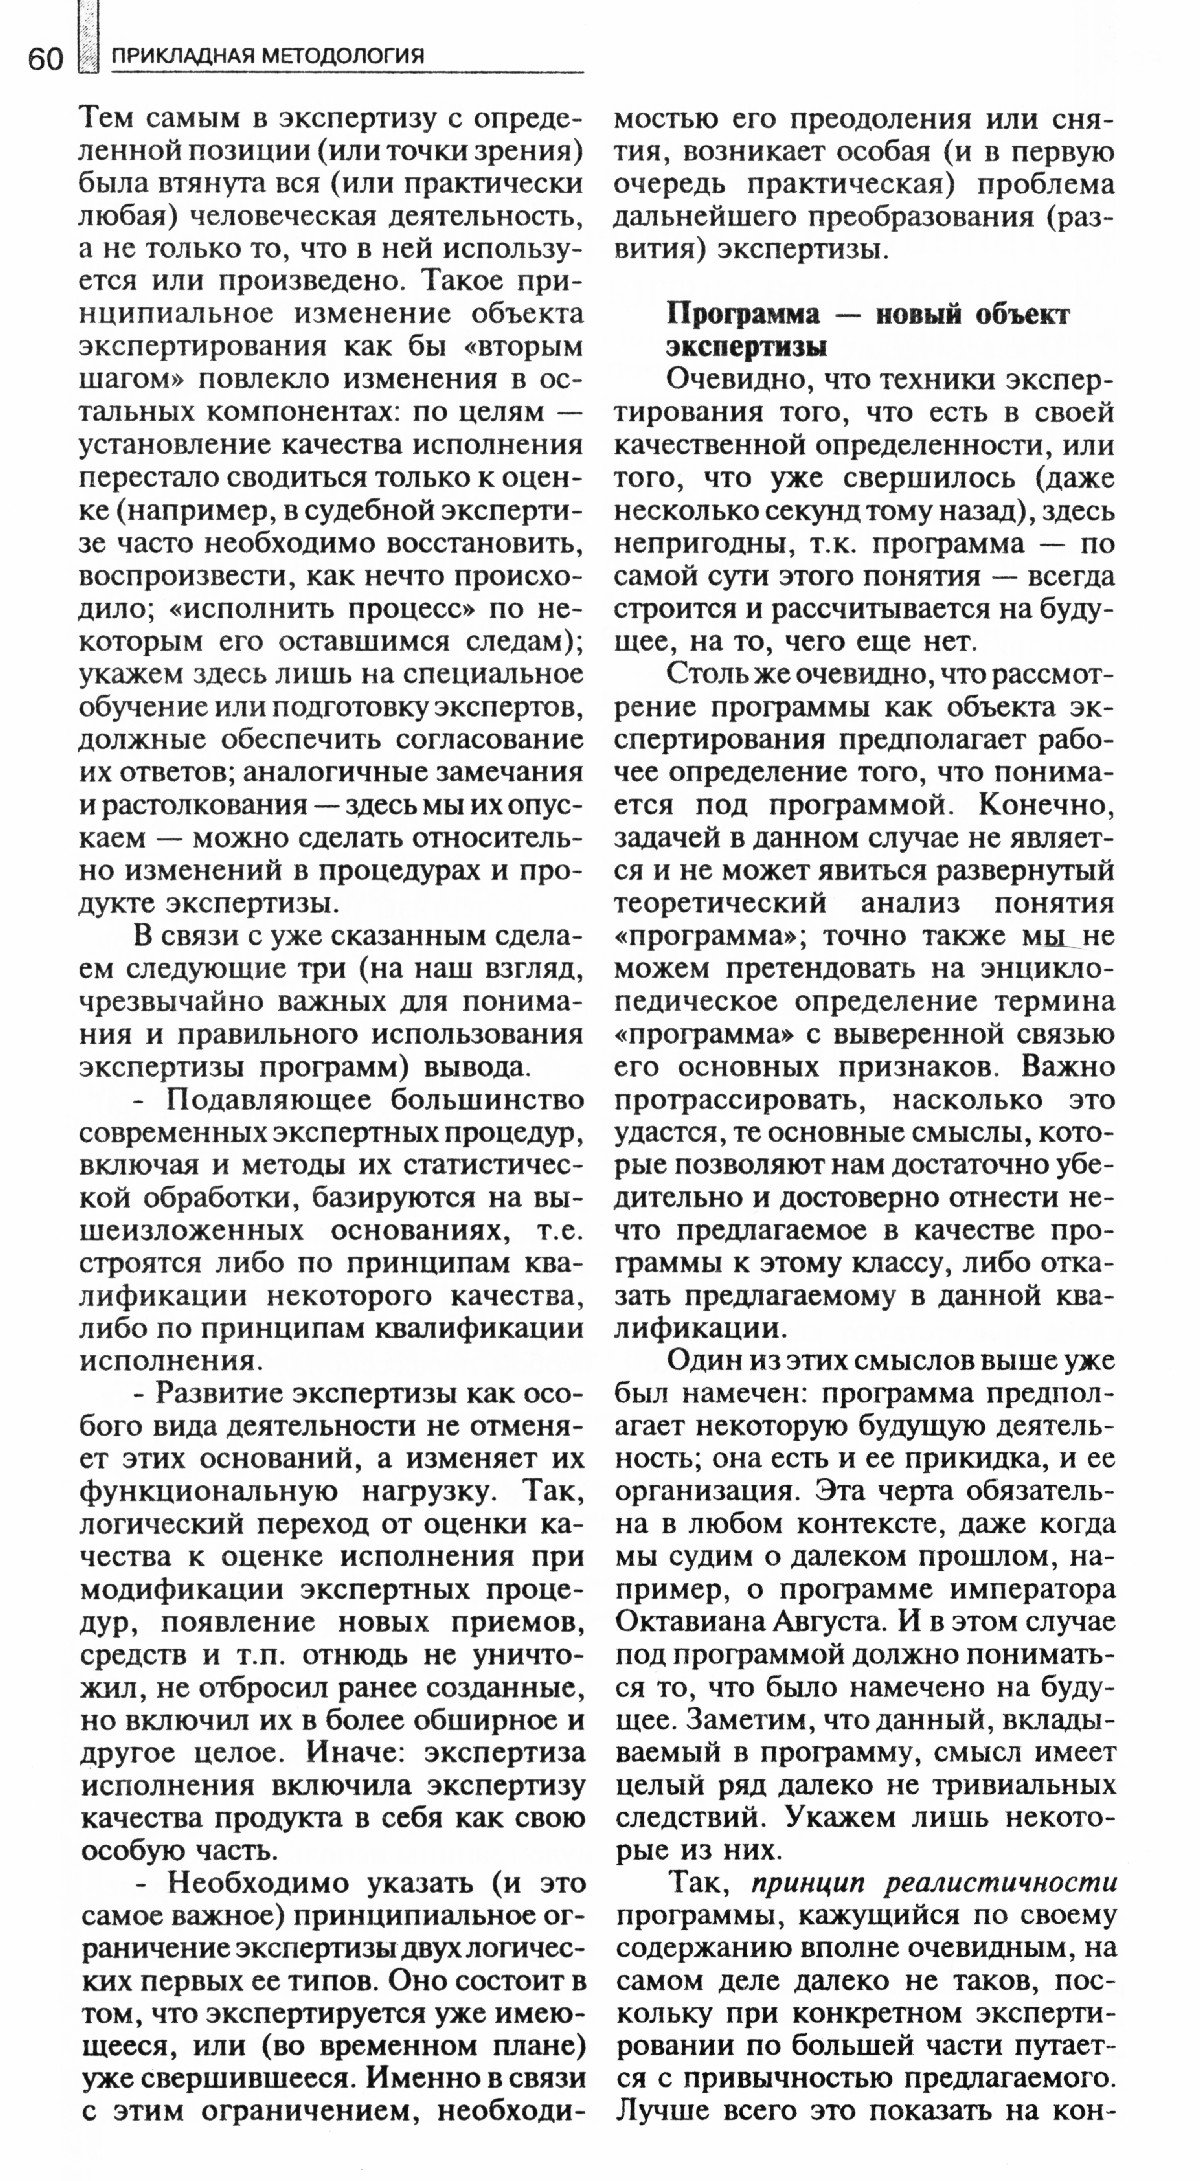 60
ПРИКЛАДНАЯ МЕТОДОЛОГИЯ
Тем самым в экспертизу с опреде-
ленной позиции (или точки зрения)
была втянута вся (или практически
любая) человеческая деятельность,
а не только то, что в ней использу-
ется или произведено. Такое при-
нципиальное изменение объекта
экспертирования как бы «вторым
шагом» повлекло изменения в ос-
тальных компонентах: по целям —
установление качества исполнения
перестало сводиться только к оцен-
ке (например, в судебной эксперти-
зе часто необходимо восстановить,
воспроизвести, как нечто происхо-
дило; «исполнить процесс» по не-
которым его оставшимся следам);
укажем здесь лишь на специальное
обучение или подготовку экспертов,
должные обеспечить согласование
их ответов; аналогичные замечания
и растолкования — здесь мы их опус-
каем — можно сделать относитель-
но изменений в процедурах и про-
дукте экспертизы.
В связи с уже сказанным сдела-
ем следующие три (на наш взгляд,
чрезвычайно важных для понима-
ния и правильного использования
экспертизы программ) вывода.
- Подавляющее большинство
современных экспертных процедур,
включая и методы их статистичес-
кой обработки, базируются на вы-
шеизложенных основаниях, т.е.
строятся либо по принципам ква-
лификации некоторого качества,
либо по принципам квалификации
исполнения.
- Развитие экспертизы как осо-
бого вида деятельности не отменя-
ет этих оснований, а изменяет их
функциональную нагрузку. Так,
логический переход от оценки ка-
чества к оценке исполнения при
модификации экспертных проце-
дур, появление новых приемов,
средств и т.п. отнюдь не уничто-
жил, не отбросил ранее созданные,
но включил их в более обширное и
другое целое. Иначе: экспертиза
исполнения включила экспертизу
качества продукта в себя как свою
особую часть.
- Необходимо указать (и это
самое важное) принципиальное ог-
раничение экспертизы двух логичес-
ких первых ее типов. Оно состоит в
том, что экспертируется уже имею-
щееся, или (во временном плане)
уже свершившееся. Именно в связи
с этим ограничением, необходи-
мостью его преодоления или сня-
тия, возникает особая (и в первую
очередь практическая) проблема
дальнейшего преобразования (раз-
вития) экспертизы.
Программа — новый объект
экспертизы
Очевидно, что техники экспер-
тирования того, что есть в своей
качественной определенности, или
того, что уже свершилось (даже
несколько секунд тому назад), здесь
непригодны, т.к. программа — по
самой сути этого понятия — всегда
строится и рассчитывается на буду-
щее, на то, чего еще нет.
Столь же очевидно, что рассмот-
рение программы как объекта эк-
спертирования предполагает рабо-
чее определение того, что понима-
ется под программой. Конечно,
задачей в данном случае не являет-
ся и не может явиться развернутый
теоретический анализ понятия
«программа»; точно также мы не
можем претендовать на энцикло-
педическое определение термина
«программа» с выверенной связью
его основных признаков. Важно
протрассировать, насколько это
удастся, те основные смыслы, кото-
рые позволяют нам достаточно убе-
дительно и достоверно отнести не-
что предлагаемое в качестве про-
граммы к этому классу, либо отка-
зать предлагаемому в данной ква-
лификации.
Один из этих смыслов выше уже
был намечен: программа предпол-
агает некоторую будущую деятель-
ность; она есть и ее прикидка, и ее
организация. Эта черта обязатель-
на в любом контексте, даже когда
мы судим о далеком прошлом, на-
пример, о программе императора
Октавиана Августа. И в этом случае
под программой должно понимать-
ся то, что было намечено на буду-
щее. Заметим, что данный, вклады-
ваемый в программу, смысл имеет
целый ряд далеко не тривиальных
следствий. Укажем лишь некото-
рые из них.
Так, принцип реалистичности
программы, кажущийся по своему
содержанию вполне очевидным, на
самом деле далеко не таков, пос-
кольку при конкретном эксперти-
ровании по большей части путает-
ся с привычностью предлагаемого.
Лучше всего это показать на кон-